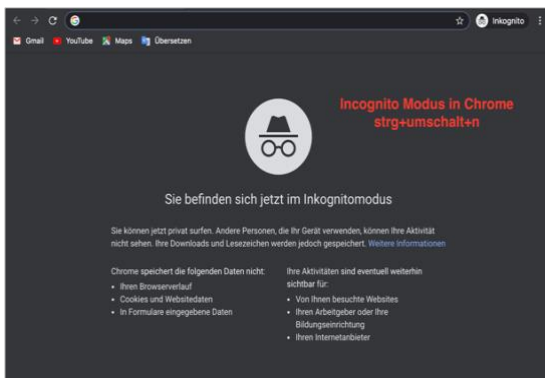 Inkognito
Gmail YouTube Maps Übersetzen
Incognito Modus in Chrome
strg+umschalt+n
Sie befinden sich jetzt im Inkognitomodus
Sie können jetzt privat surfen. Andere Personen, die Ihr Gerät verwenden, können Ihre Aktivität
nicht sehen. Ihre Downloads und Lesezeichen werden jedoch gespeichert. Weitere Informationen
Chrome speichert die folgenden Daten nicht:
• Ihren Browserverlauf
• Cookies und Websitedaten
• In Formulare eingegebene Daten
Ihre Aktivitäten sind eventuell weiterhin
sichtbar für:
• Von Ihnen besuchte Websites
• Ihren Arbeitgeber oder Ihre
Bildungseinrichtung
• Ihren Internetanbieter